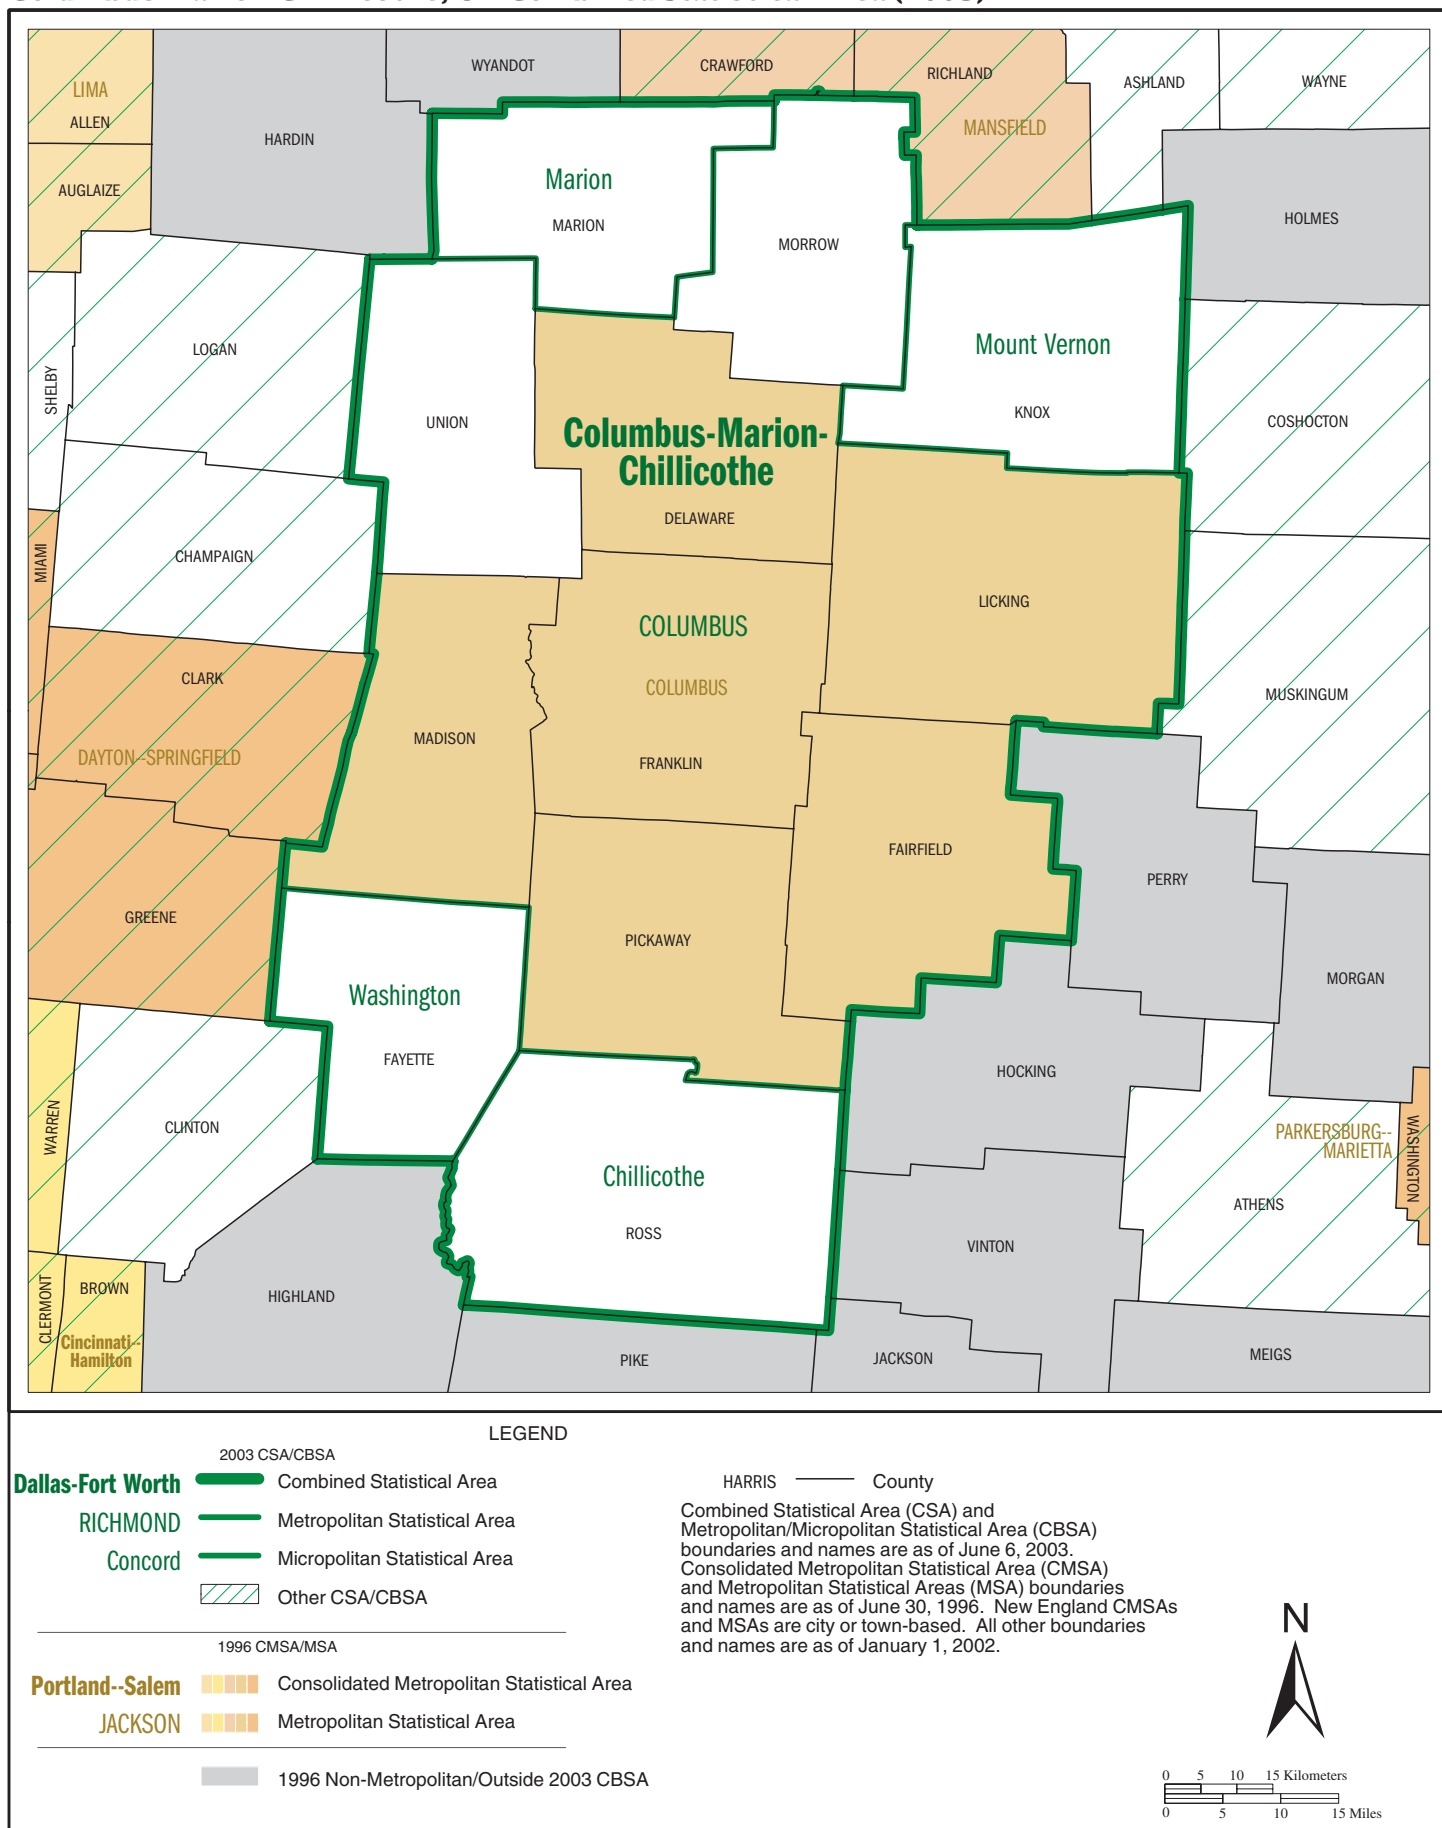 WYANDOT
CRAWFORD
RICHLAND
ASHLAND
WAYNE
LIMA
ALLEN
HARDIN
MANSFIELD
AUGLAIZE
Marion
MARION
MORROW
HOLMES
LOGAN
SHELBY
Mount Vernon
KNOX
UNION
COSHOCTON
Columbus-Marion-
Chillicothe
DELAWARE
CHAMPAIGN
MIAMI
LICKING
COLUMBUS
COLUMBUS
CLARK
MUSKINGUM
MADISON
DAYTON--SPRINGFIELD
FRANKLIN
FAIRFIELD
PERRY
GREENE
PICKAWAY
MORGAN
Washington
FAYETTE
HOCKING
WARREN
CLINTON
PARKERSBURG--
MARIETTA
WASHINGTON
Chillicothe
ATHENS
ROSS
VINTON
CLERMONT
BROWN
HIGHLAND
Cincinnati--
Hamilton
PIKE
JACKSON
MEIGS
LEGEND
2003 CSA/CBSA
Dallas-Fort Worth Combined Statistical Area
RICHMOND Metropolitan Statistical Area
Concord Micropolitan Statistical Area
Other CSA/CBSA
1996 CMSA/MSA
Portland--Salem Consolidated Metropolitan Statistical Area
JACKSON Metropolitan Statistical Area
1996 Non-Metropolitan/Outside 2003 CBSA
HARRIS County
Combined Statistical Area (CSA) and
Metropolitan/Micropolitan Statistical Area (CBSA)
boundaries and names are as of June 6, 2003.
Consolidated Metropolitan Statistical Area (CMSA)
and Metropolitan Statistical Areas (MSA) boundaries
and names are as of June 30, 1996. New England CMSAs
and MSAs are city or town-based. All other boundaries
and names are as of January 1, 2002.
N
0 5 10 15 Kilometers
0 5 10 15 Miles